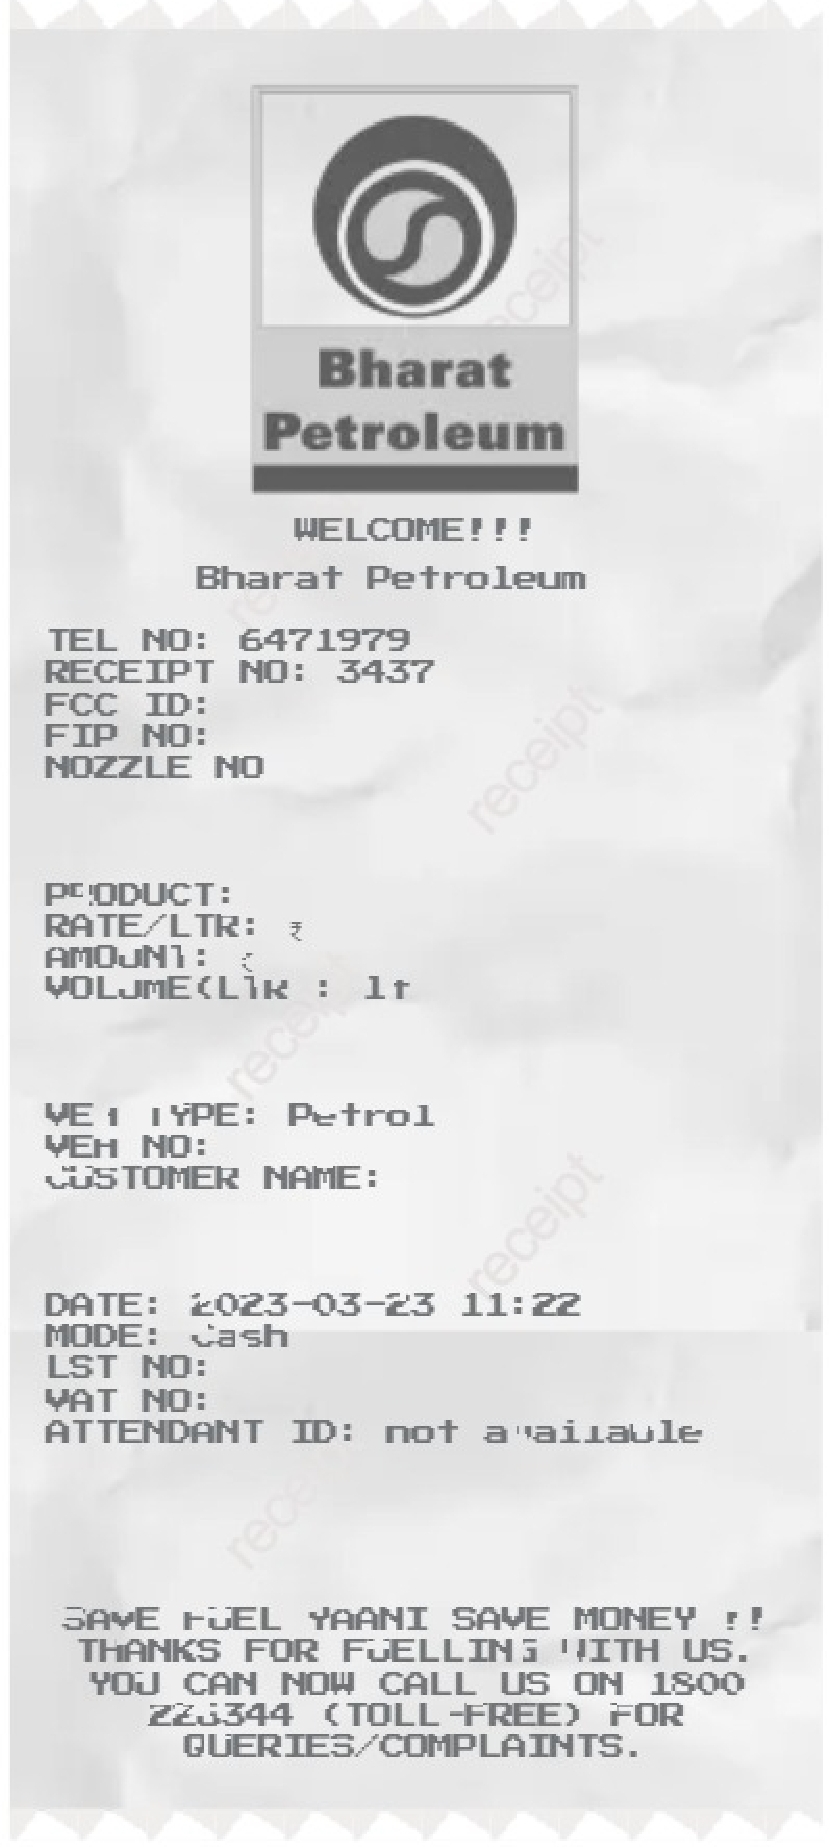 Bharat
Petroleum
WELCOME!!!
Bharat Petroleum
TEL NO: 6471979
RECEIPT NO: 3437
FCC ID:
FIP NO:
NOZZLE NO
PRODUCT:
RATE/LTR: ₹
AMOUNT: ₹
VOLUME(LTR : lt
VEH TYPE: Petrol
VEH NO:
CUSTOMER NAME:
DATE: 2023-03-23 11:22
MODE: Cash
LST NO:
VAT NO:
ATTENDANT ID: not available
SAVE FUEL YAANI SAVE MONEY !!
THANKS FOR FUELLING WITH US.
YOU CAN NOW CALL US ON 1800
226344 (TOLL-FREE) FOR
QUERIES/COMPLAINTS.
receipt
receipt
receipt
receipt
receipt
receipt